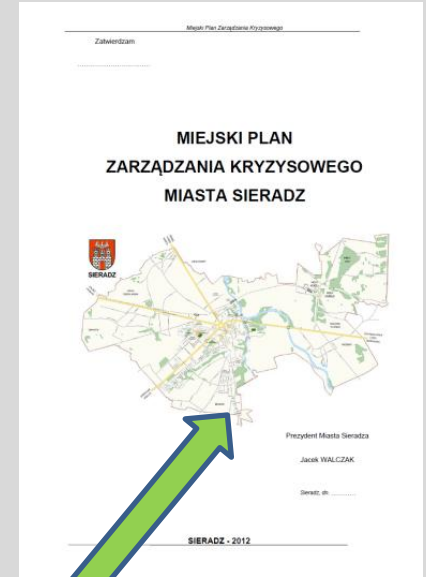 Miejski Plan Zarządzania Kryzysowego
Zatwierdzam
.................................
MIEJSKI PLAN
ZARZĄDZANIA KRYZYSOWEGO
MIASTA SIERADZ
SIERADZ
Prezydent Miasta Sieradza
Jacek WALCZAK
Sieradz, dn. ............
SIERADZ - 2012